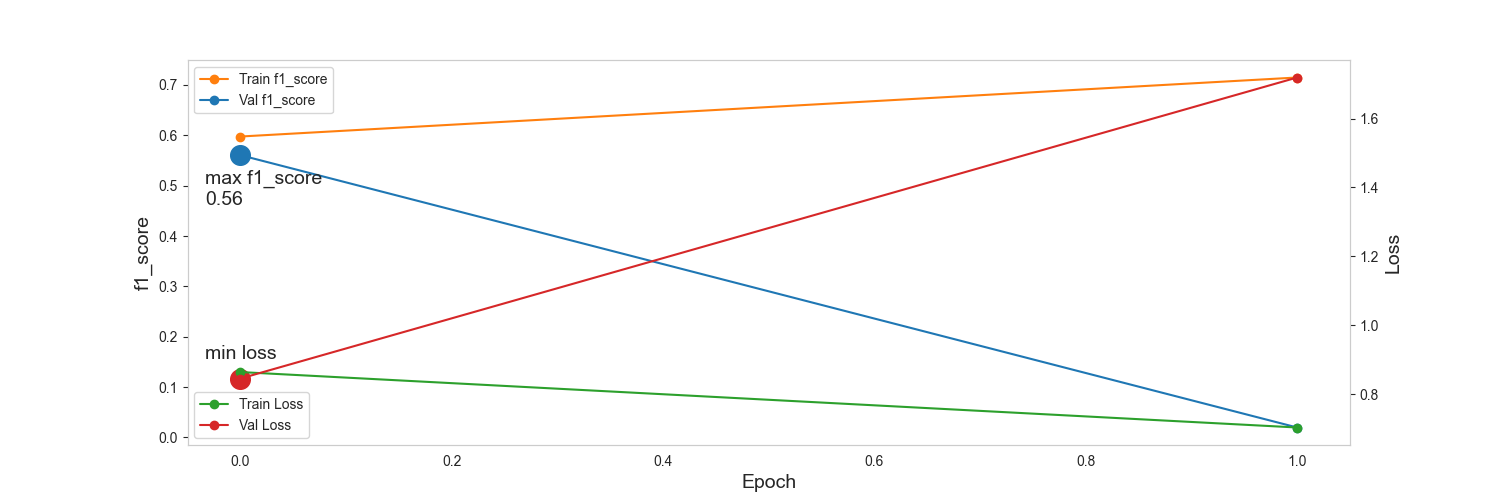 Train f1_score
Val f1_score
max f1_score
0.56
min loss
Train Loss
Val Loss
0.7
0.6
0.5
0.4
0.3
0.2
0.1
0.0
f1_score
1.6
1.4
1.2
1.0
0.8
Loss
0.0 0.2 0.4 0.6 0.8 1.0
Epoch